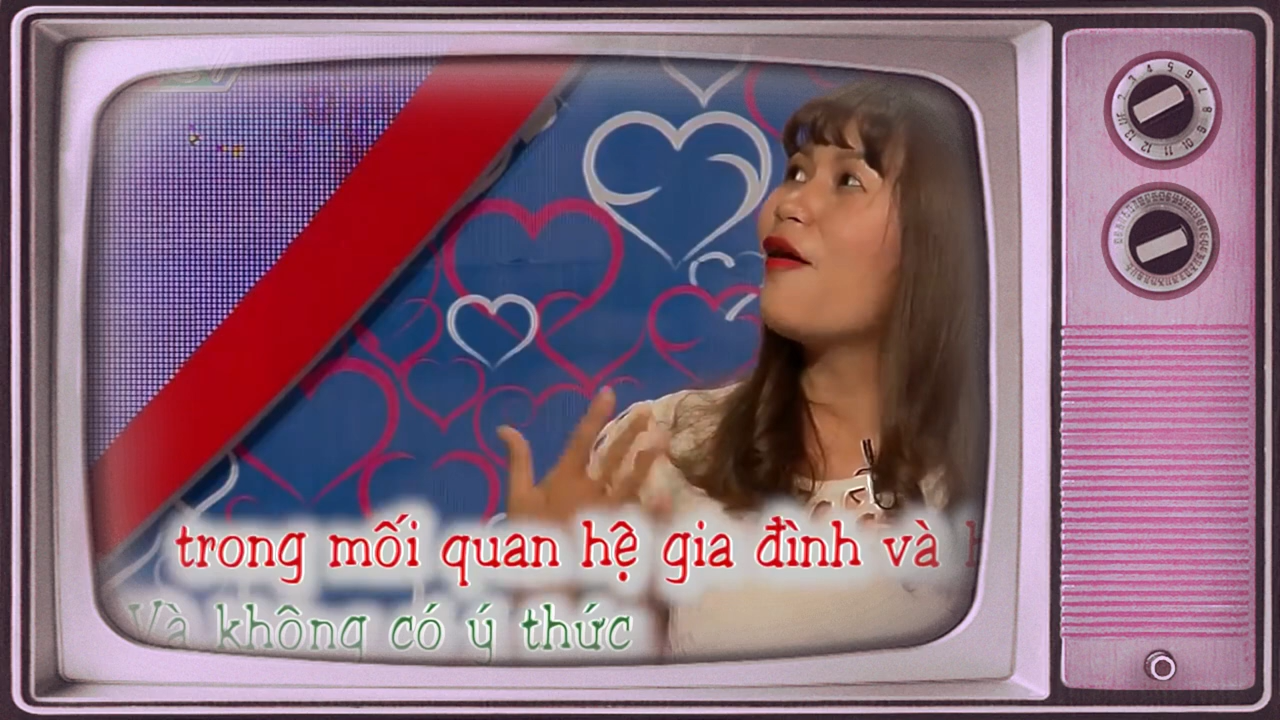 trong mối quan hệ gia đình và
Và không có ý thức